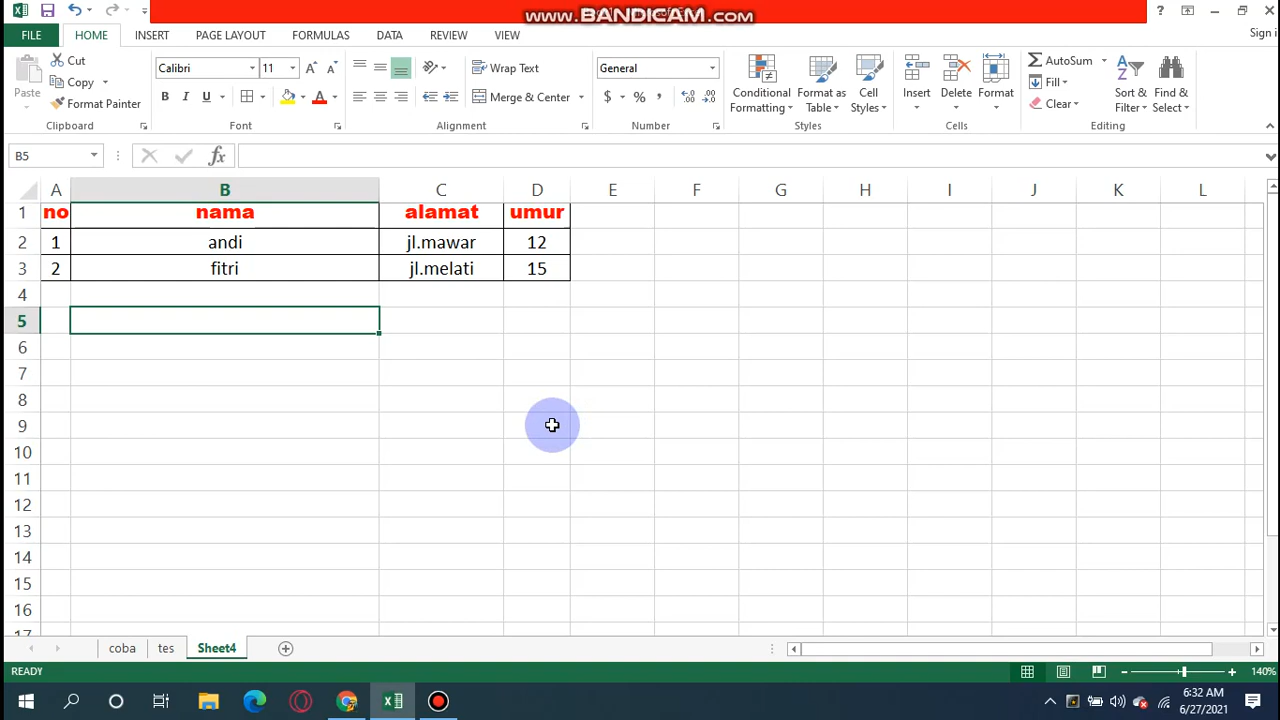 www.BANDICAM.com
FILE HOME INSERT PAGE LAYOUT FORMULAS DATA REVIEW VIEW Sign i
Paste Cut Copy Format Painter
Calibri 11 Wrap Text General
B I U A Merge & Center $ % ,
Conditional Formatting Format as Table Cell Styles Insert Delete Format
AutoSum Fill Clear Sort & Filter Find & Select
Clipboard Font Alignment Number Styles Cells Editing
B5 fx
A B C D E F G H I J K L
1 no nama alamat umur
2 1 andi jl.mawar 12
3 2 fitri jl.melati 15
4
5
6
7
8
9
10
11
12
13
14
15
16
17
coba tes Sheet4
READY 140%
6:32 AM
6/27/2021